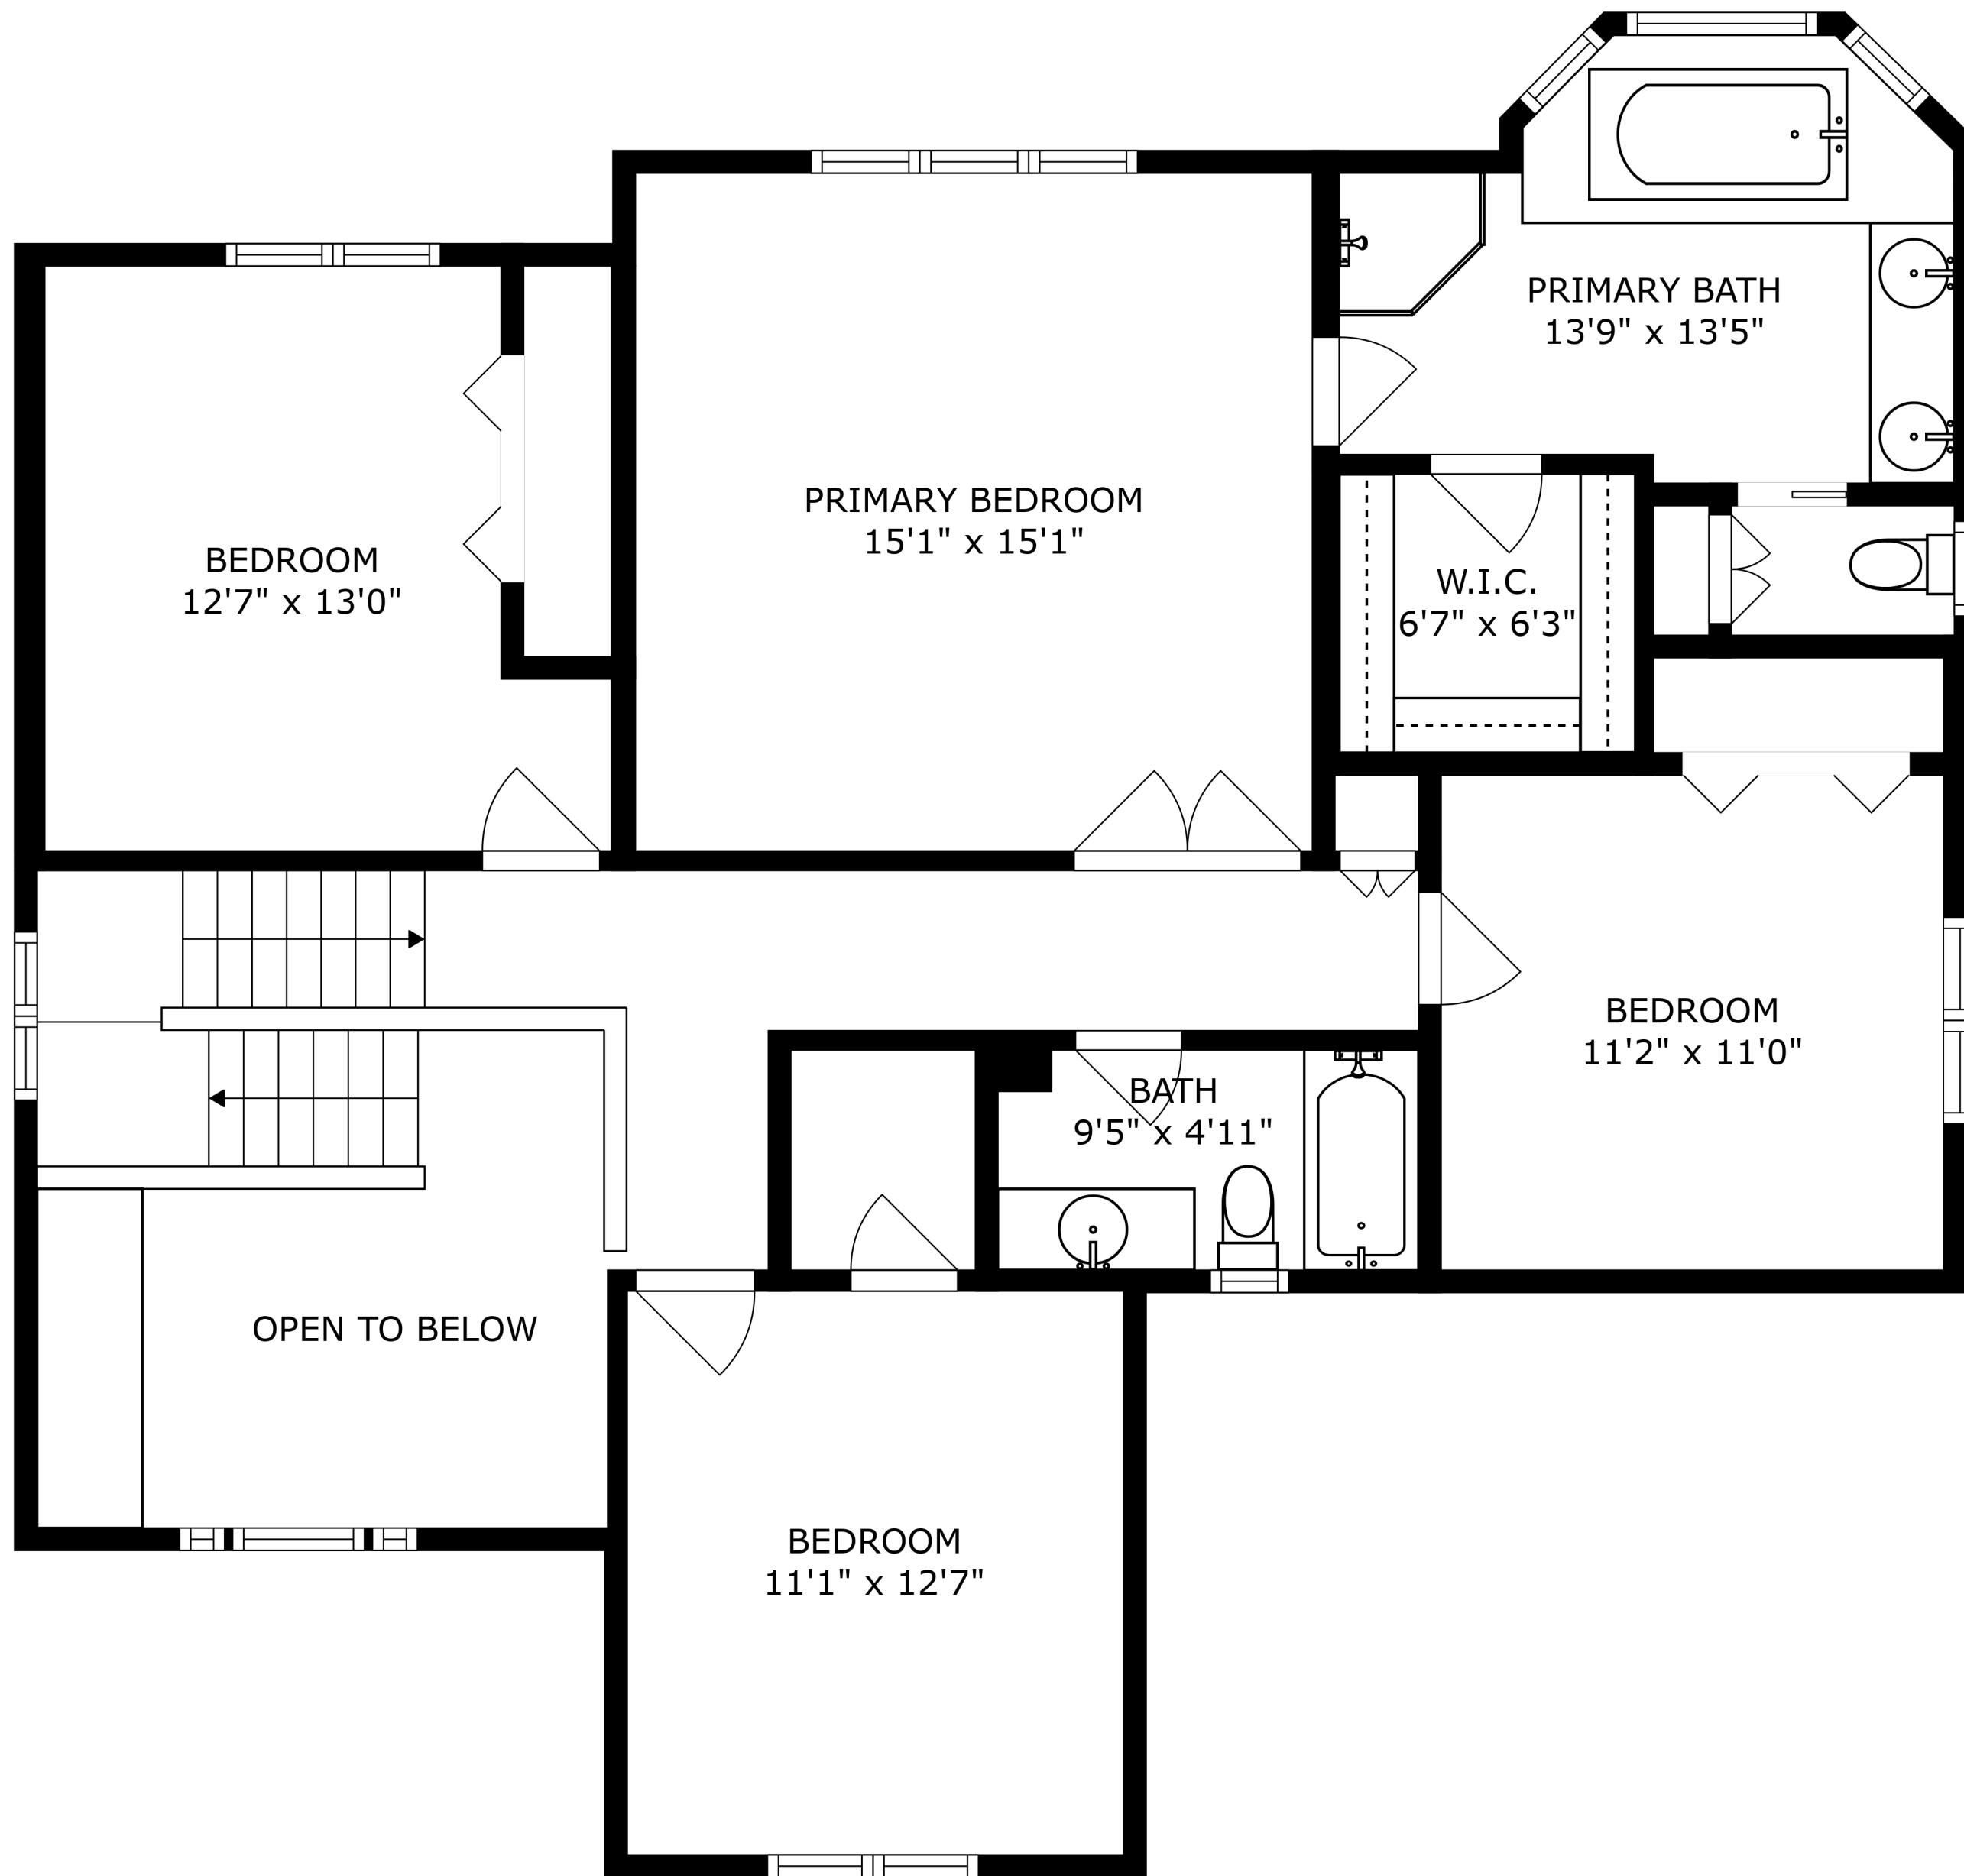 PRIMARY BATH
13'9" x 13'5"
PRIMARY BEDROOM
15'1" x 15'1"
BEDROOM
12'7" x 13'0"
W.I.C.
6'7" x 6'3"
BEDROOM
11'2" x 11'0"
BATH
9'5" x 4'11"
OPEN TO BELOW
BEDROOM
11'1" x 12'7"